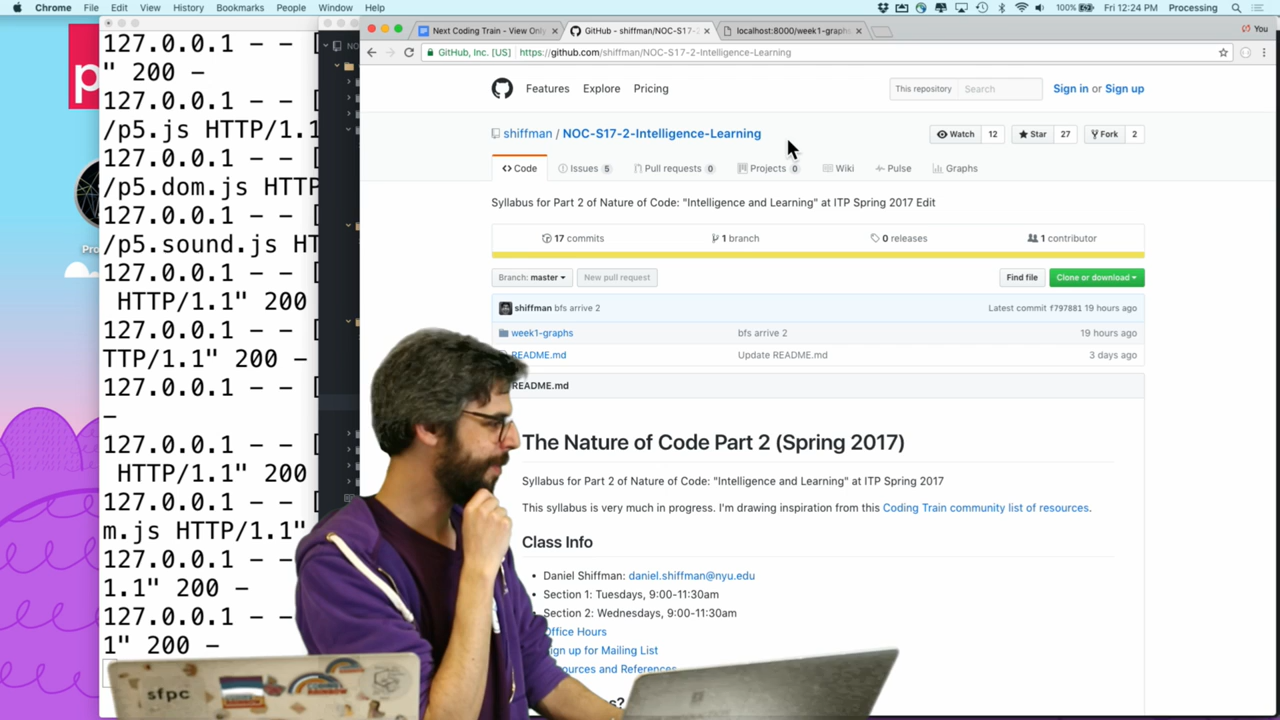 Chrome File Edit View History Bookmarks People Window Help
100% Fri 12:24 PM Processing
Next Coding Train - View Only
GitHub - shiffman/NOC-S17-2-
localhost:8000/week1-graphs
You
GitHub, Inc. [US] https://github.com/shiffman/NOC-S17-2-Intelligence-Learning
127.0.0.1 – – [
" 200 –
127.0.0.1 – – [
/p5.js HTTP/1.1
127.0.0.1 – – [
/p5.dom.js HTTP
127.0.0.1 – – [
/p5.sound.js HT
127.0.0.1 – – [
HTTP/1.1" 200
127.0.0.1 – – [
TTP/1.1" 200 –
127.0.0.1 – – [
–
127.0.0.1 – – [
HTTP/1.1" 200
127.0.0.1 – – [
m.js HTTP/1.1"
127.0.0.1 – –
1.1" 200 –
127.0.0.1 – –
1" 200 –
Features Explore Pricing
This repository Search
Sign in or Sign up
shiffman / NOC-S17-2-Intelligence-Learning
Watch 12 Star 27 Fork 2
Code Issues 5 Pull requests 0 Projects 0 Wiki Pulse Graphs
Syllabus for Part 2 of Nature of Code: "Intelligence and Learning" at ITP Spring 2017 Edit
17 commits 1 branch 0 releases 1 contributor
Branch: master New pull request Find file Clone or download
shiffman bfs arrive 2 Latest commit f797881 19 hours ago
week1-graphs bfs arrive 2 19 hours ago
README.md Update README.md 3 days ago
README.md
The Nature of Code Part 2 (Spring 2017)
Syllabus for Part 2 of Nature of Code: "Intelligence and Learning" at ITP Spring 2017
This syllabus is very much in progress. I'm drawing inspiration from this Coding Train community list of resources.
Class Info
Daniel Shiffman: daniel.shiffman@nyu.edu
Section 1: Tuesdays, 9:00-11:30am
Section 2: Wednesdays, 9:00-11:30am
Office Hours
ign up for Mailing List
ources and References
sfpc